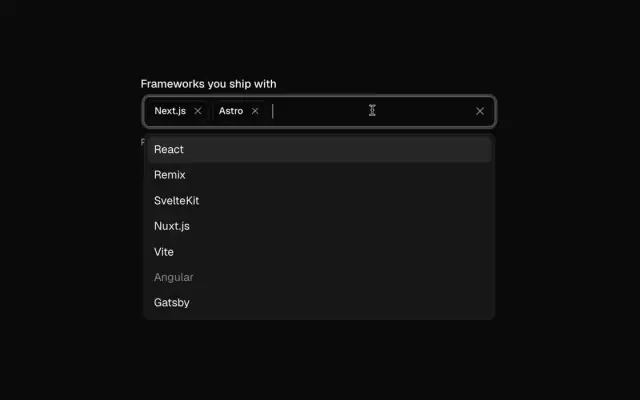 Frameworks you ship with
Next.js Astro
React
Remix
SvelteKit
Nuxt.js
Vite
Angular
Gatsby